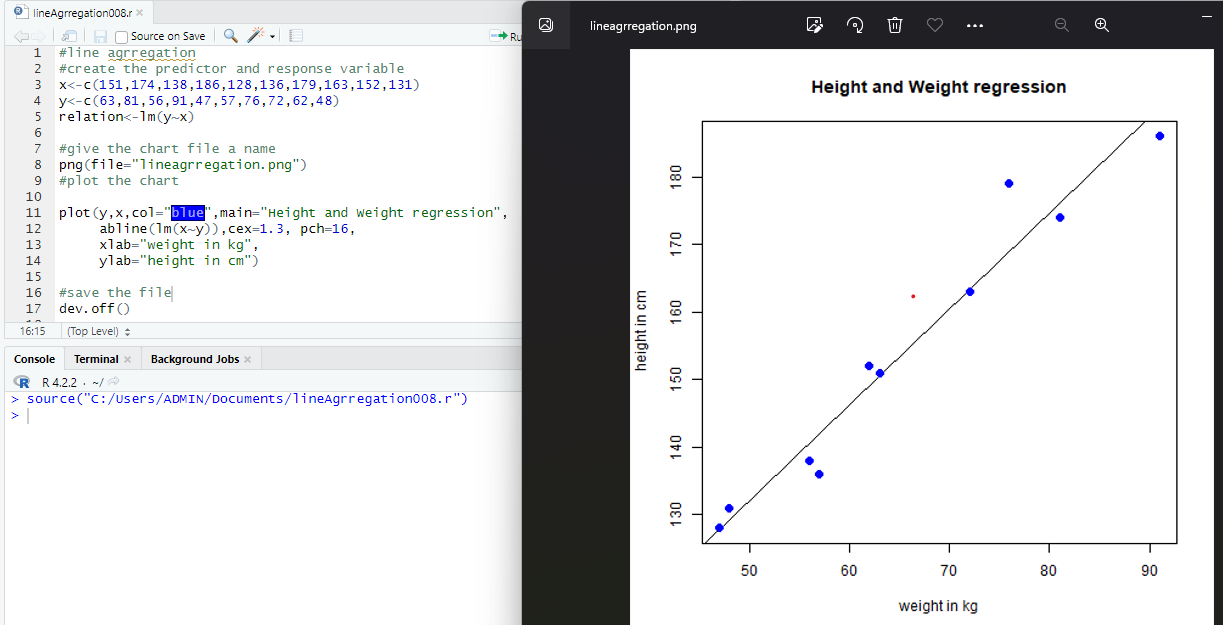 lineAgrregation008.r
Source on Save
Ru
1 #line agrregation
2 #create the predictor and response variable
3 x<-c(151,174,138,186,128,136,179,163,152,131)
4 y<-c(63,81,56,91,47,57,76,72,62,48)
5 relation<-lm(y~x)
6
7 #give the chart file a name
8 png(file="lineagrregation.png")
9 #plot the chart
10
11 plot(y,x,col="blue",main="Height and Weight regression",
12 abline(lm(x~y)),cex=1.3, pch=16,
13 xlab="weight in kg",
14 ylab="height in cm")
15
16 #save the file
17 dev.off()
16:15 (Top Level)
Console Terminal Background Jobs
R 4.2.2 . ~/
> source("C:/Users/ADMIN/Documents/lineAgrregation008.r")
>
lineagrregation.png
Height and Weight regression
height in cm
180
170
160
150
140
130
50 60 70 80 90
weight in kg